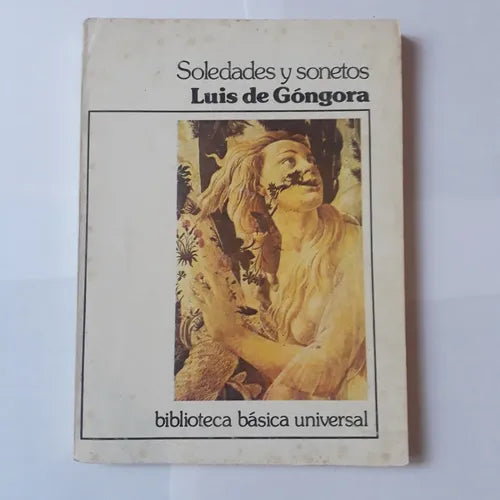 Soledades y sonetos
Luis de Góngora
biblioteca básica universal